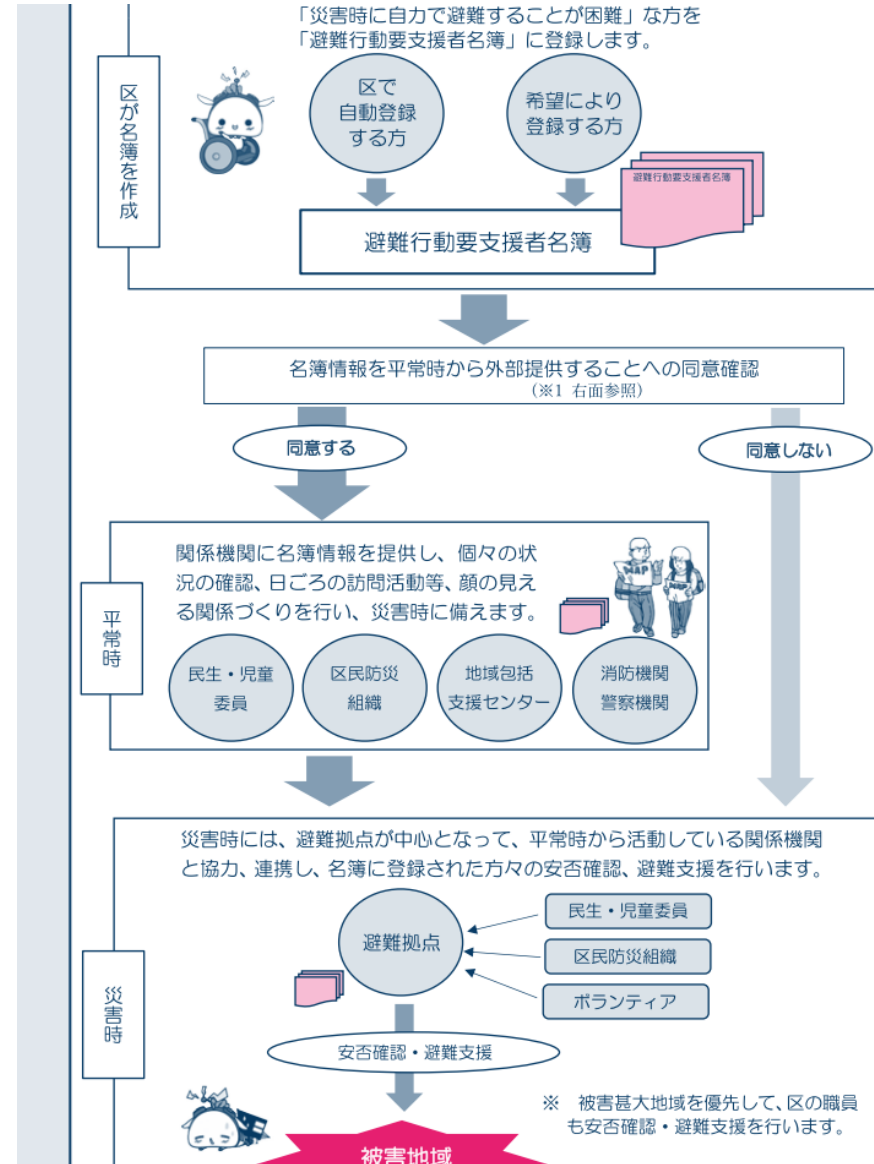 「災害時に自力で避難することが困難」な方を
「避難行動要支援者名簿」に登録します。
区が名簿を作成
区で
自動登録
する方
希望により
登録する方
避難行動要支援者名簿
避難行動要支援者名簿
名簿情報を平常時から外部提供することへの同意確認
(※1 右面参照)
同意する
同意しない
平常時
関係機関に名簿情報を提供し、個々の状
況の確認、日ごろの訪問活動等、顔の見え
る関係づくりを行い、災害時に備えます。
MAP
MAP
民生・児童
委員
区民防災
組織
地域包括
支援センター
消防機関
警察機関
災害時には、避難拠点が中心となって、平常時から活動している関係機関
と協力、連携し、名簿に登録された方々の安否確認、避難支援を行います。
災害時
避難拠点
民生・児童委員
区民防災組織
ボランティア
安否確認・避難支援
※ 被害甚大地域を優先して、区の職員
も安否確認・避難支援を行います。
被害地域